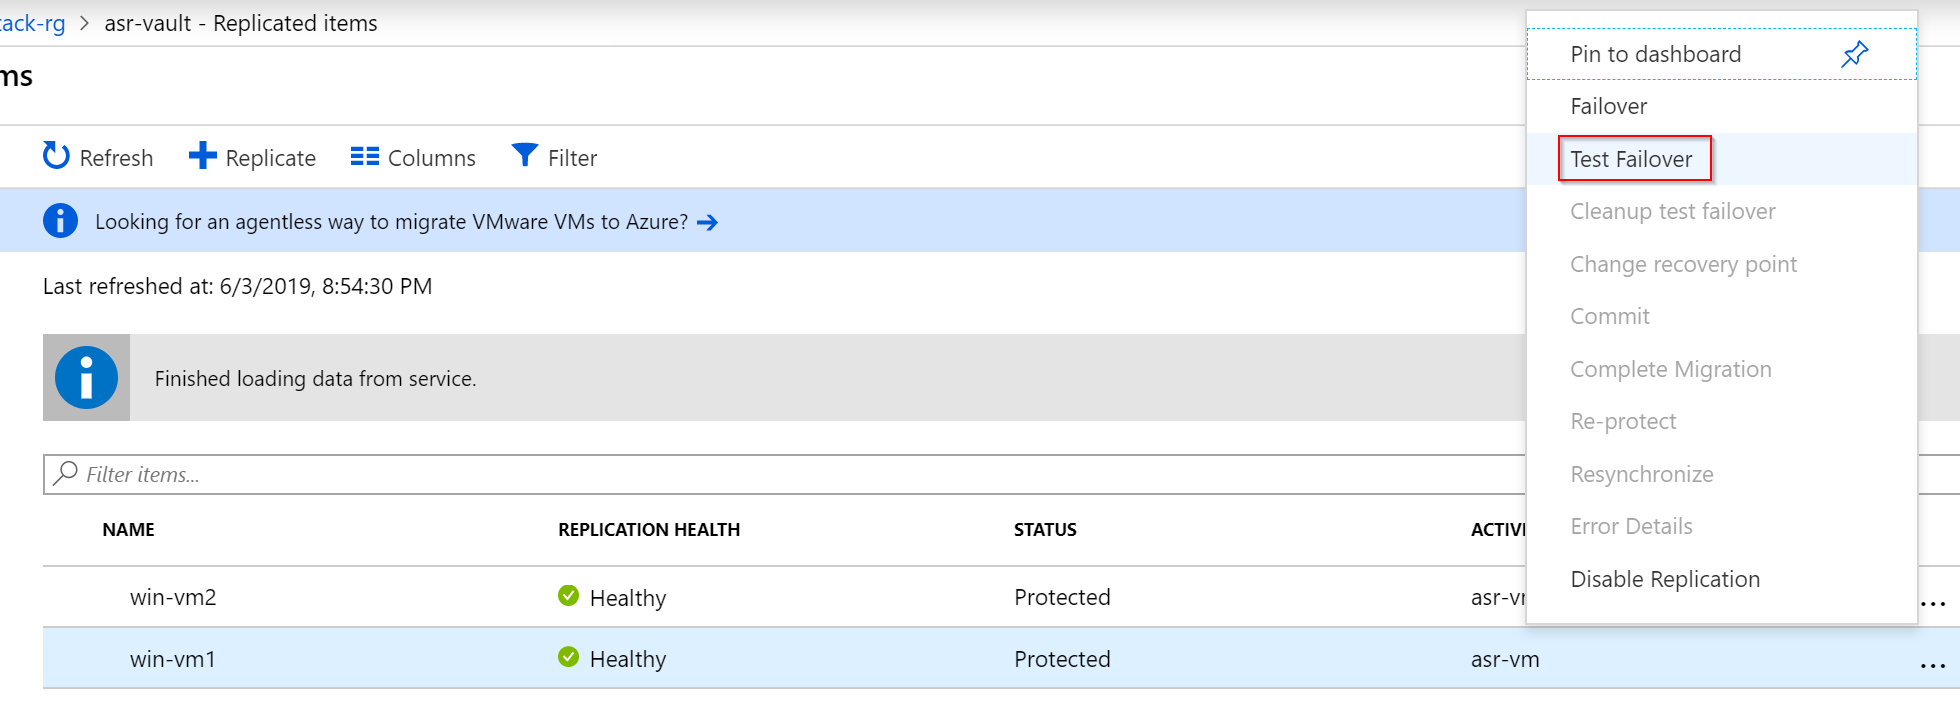 tack-rg > asr-vault - Replicated items
ms
Refresh Replicate Columns Filter
Looking for an agentless way to migrate VMware VMs to Azure? →
Last refreshed at: 6/3/2019, 8:54:30 PM
Finished loading data from service.
Filter items...
NAME REPLICATION HEALTH STATUS ACTIV
win-vm2 Healthy Protected asr-v ...
win-vm1 Healthy Protected asr-vm ...
Pin to dashboard
Failover
Test Failover
Cleanup test failover
Change recovery point
Commit
Complete Migration
Re-protect
Resynchronize
Error Details
Disable Replication